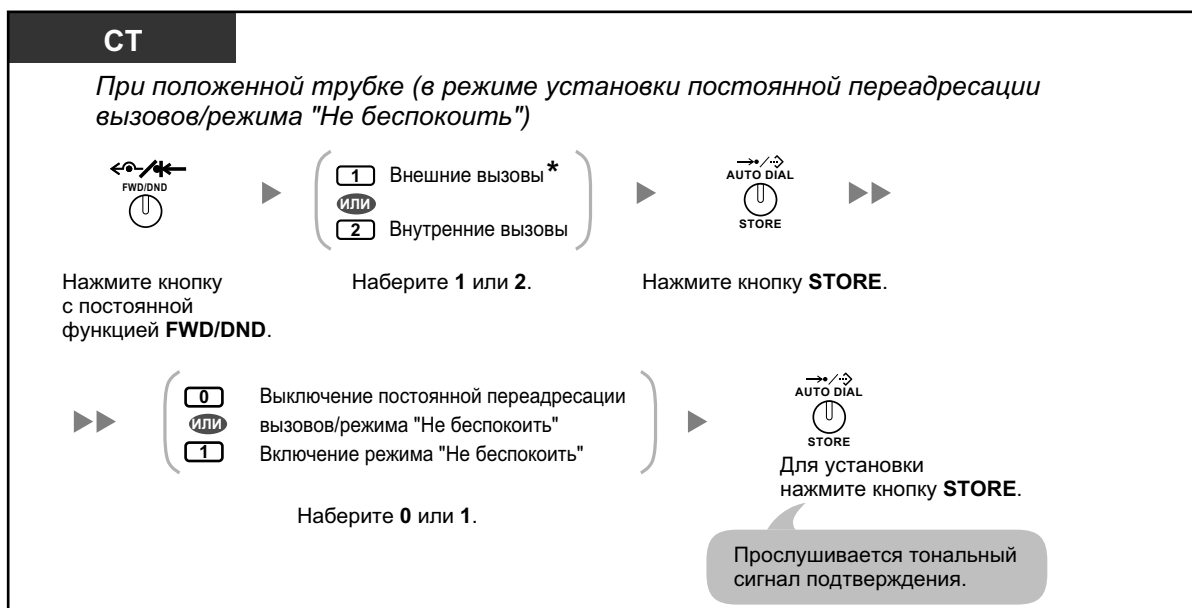 СТ
При положенной трубке (в режиме установки постоянной переадресации
вызовов/режима "Не беспокоить")
FWD/DND
1 Внешние вызовы*
или
2 Внутренние вызовы
AUTO DIAL
STORE
Нажмите кнопку
с постоянной
функцией FWD/DND.
Наберите 1 или 2.
Нажмите кнопку STORE.
0 Выключение постоянной переадресации
или вызовов/режима "Не беспокоить"
1 Включение режима "Не беспокоить"
Наберите 0 или 1.
AUTO DIAL
STORE
Для установки
нажмите кнопку STORE.
Прослушивается тональный
сигнал подтверждения.